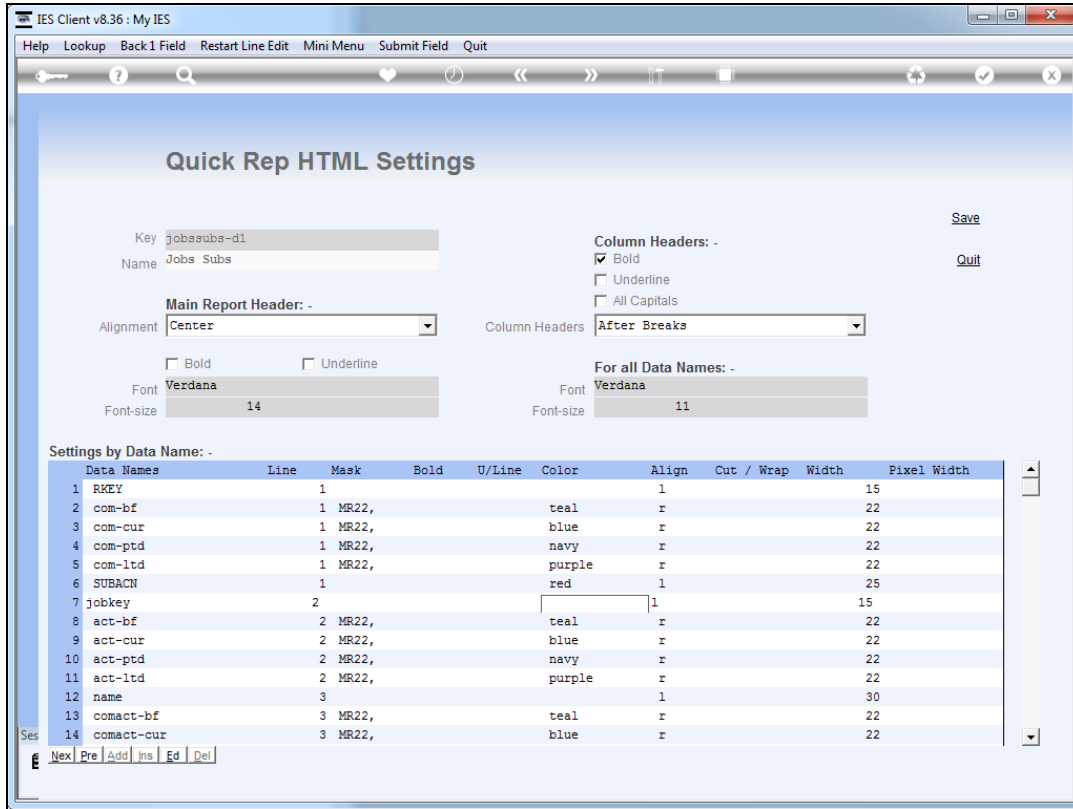 IES Client v8.36 : My IES
Help Lookup Back 1 Field Restart Line Edit Mini Menu Submit Field Quit
Quick Rep HTML Settings
Save
Key jobssubs-d1
Column Headers: -
Name Jobs Subs
Bold
Quit
Underline
Main Report Header: -
All Capitals
Alignment Center
Column Headers After Breaks
Bold Underline
For all Data Names: -
Font Verdana
Font Verdana
Font-size 14
Font-size 11
Settings by Data Name: -
Data Names Line Mask Bold U/Line Color Align Cut / Wrap Width Pixel Width
1 RKEY 1 l 15
2 com-bf 1 MR22, teal r 22
3 com-cur 1 MR22, blue r 22
4 com-ptd 1 MR22, navy r 22
5 com-ltd 1 MR22, purple r 22
6 SUBACN 1 red l 25
7 jobkey 2 l 15
8 act-bf 2 MR22, teal r 22
9 act-cur 2 MR22, blue r 22
10 act-ptd 2 MR22, navy r 22
11 act-ltd 2 MR22, purple r 22
12 name 3 l 30
13 comact-bf 3 MR22, teal r 22
14 comact-cur 3 MR22, blue r 22
Ses
Nex Pre Add Ins Ed Del